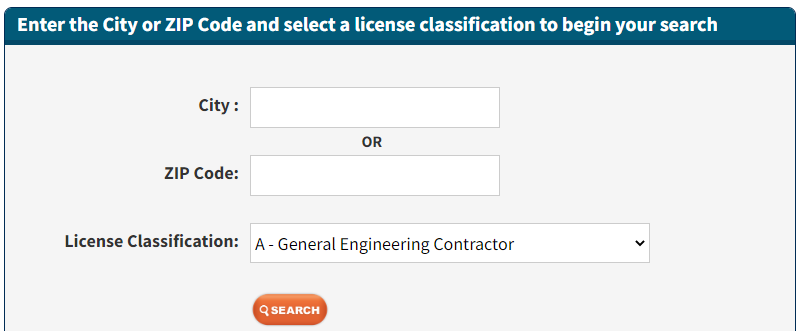 Enter the City or ZIP Code and select a license classification to begin your search
City :
OR
ZIP Code:
License Classification: A - General Engineering Contractor
SEARCH